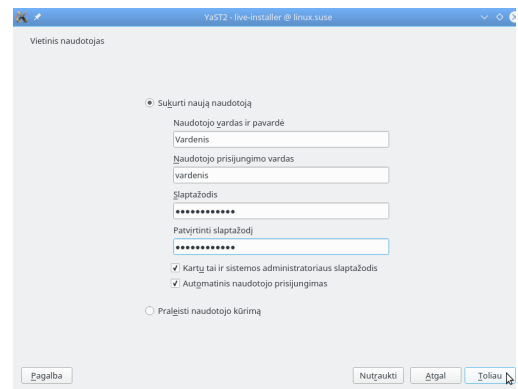 YaST2 - live-installer @ linux.suse
Vietinis naudotojas
Sukurti naują naudotoją
Naudotojo vardas ir pavardė
Vardenis
Naudotojo prisijungimo vardas
vardenis
Slaptažodis
••••••••••••
Patvirtinti slaptažodį
••••••••••••
Kartu tai ir sistemos administratoriaus slaptažodis
Automatinis naudotojo prisijungimas
Praleisti naudotojo kūrimą
Pagalba Nutraukti Atgal Toliau